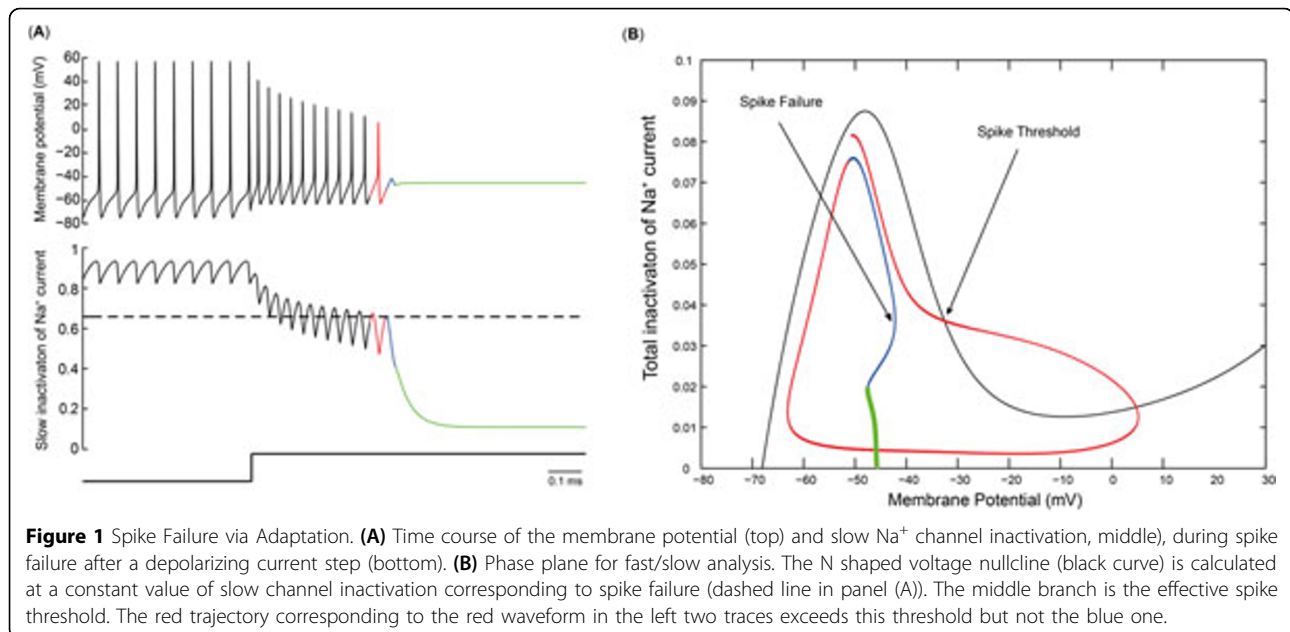 (A)
(B)
Membrane potential (mV)
60
40
20
0
−20
−40
−60
−80
Slow inactivation of Na+ current
1
0.8
0.6
0.4
0.2
0
0.1 ms
Total inactivaton of Na+ current
0.1
0.09
0.08
0.07
0.06
0.05
0.04
0.03
0.02
0.01
0
Spike Failure
Spike Threshold
−80
−70
−60
−50
−40
−30
−20
−10
0
10
20
30
Membrane Potential (mV)
Figure 1 Spike Failure via Adaptation. (A) Time course of the membrane potential (top) and slow Na+ channel inactivation, middle), during spike
failure after a depolarizing current step (bottom). (B) Phase plane for fast/slow analysis. The N shaped voltage nullcline (black curve) is calculated
at a constant value of slow channel inactivation corresponding to spike failure (dashed line in panel (A)). The middle branch is the effective spike
threshold. The red trajectory corresponding to the red waveform in the left two traces exceeds this threshold but not the blue one.